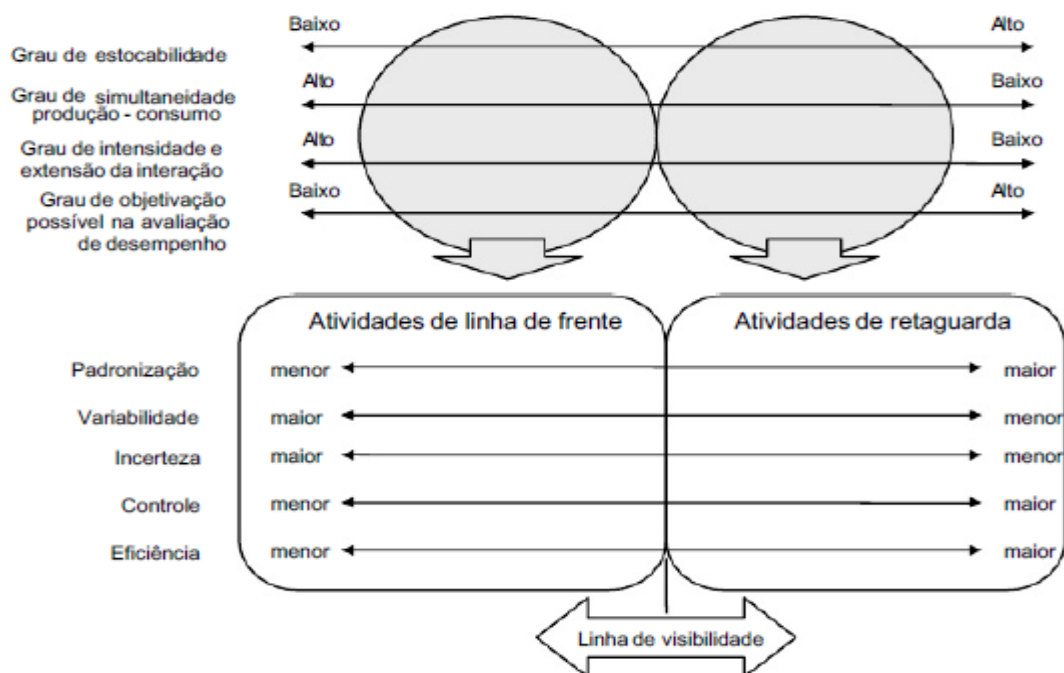 Baixo Alto
Grau de estocabilidade
Alto Baixo
Grau de simultaneidade
produção - consumo
Alto Baixo
Grau de intensidade e
extensão da interação
Baixo Alto
Grau de objetivação
possível na avaliação
de desempenho
Atividades de linha de frente Atividades de retaguarda
Padronização menor maior
Variabilidade maior menor
Incerteza maior menor
Controle menor maior
Eficiência menor maior
Linha de visibilidade